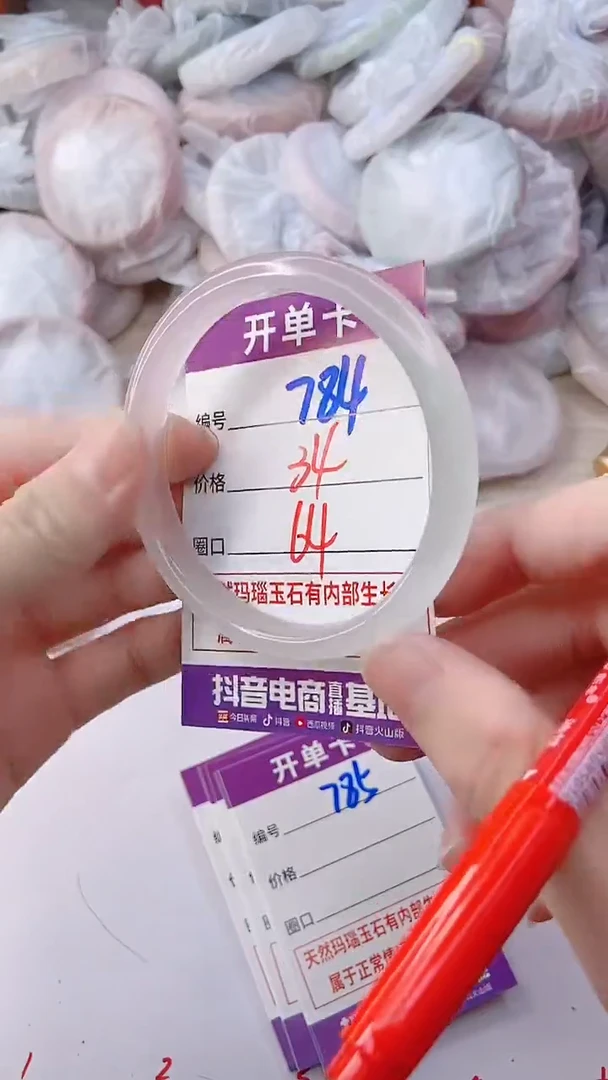 开单卡
编号 784
价格 34
圈口 64
然玛瑙玉石有内部生长
抖音电商直播基地
今日头条 抖音 西瓜视频 抖音火山版
开单卡
编号 785
价格
圈口
天然玛瑙玉石有内部生
属于正常情
1 2